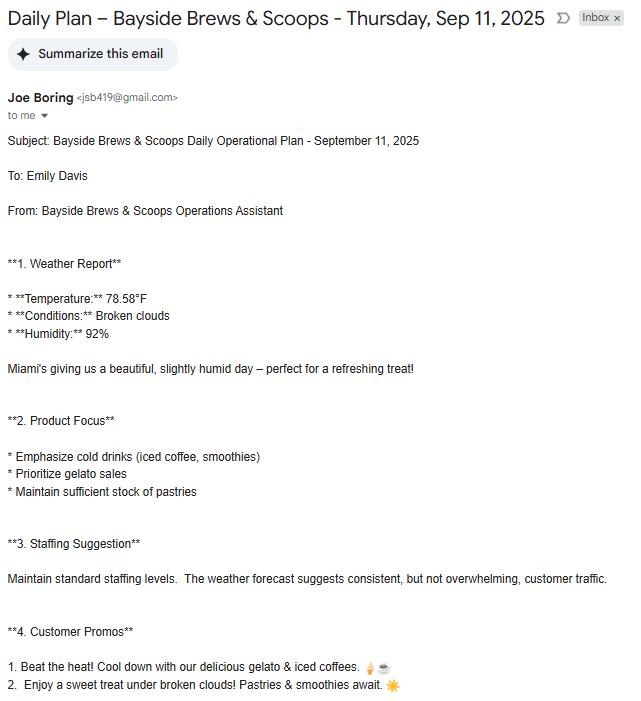 Daily Plan – Bayside Brews & Scoops - Thursday, Sep 11, 2025 Inbox ×
Summarize this email
Joe Boring <jsb419@gmail.com>
to me
Subject: Bayside Brews & Scoops Daily Operational Plan - September 11, 2025
To: Emily Davis
From: Bayside Brews & Scoops Operations Assistant
**1. Weather Report**
* **Temperature:** 78.58°F
* **Conditions:** Broken clouds
* **Humidity:** 92%
Miami's giving us a beautiful, slightly humid day – perfect for a refreshing treat!
**2. Product Focus**
* Emphasize cold drinks (iced coffee, smoothies)
* Prioritize gelato sales
* Maintain sufficient stock of pastries
**3. Staffing Suggestion**
Maintain standard staffing levels.  The weather forecast suggests consistent, but not overwhelming, customer traffic.
**4. Customer Promos**
1. Beat the heat! Cool down with our delicious gelato & iced coffees. 🍦☕
2.  Enjoy a sweet treat under broken clouds! Pastries & smoothies await. ☀️